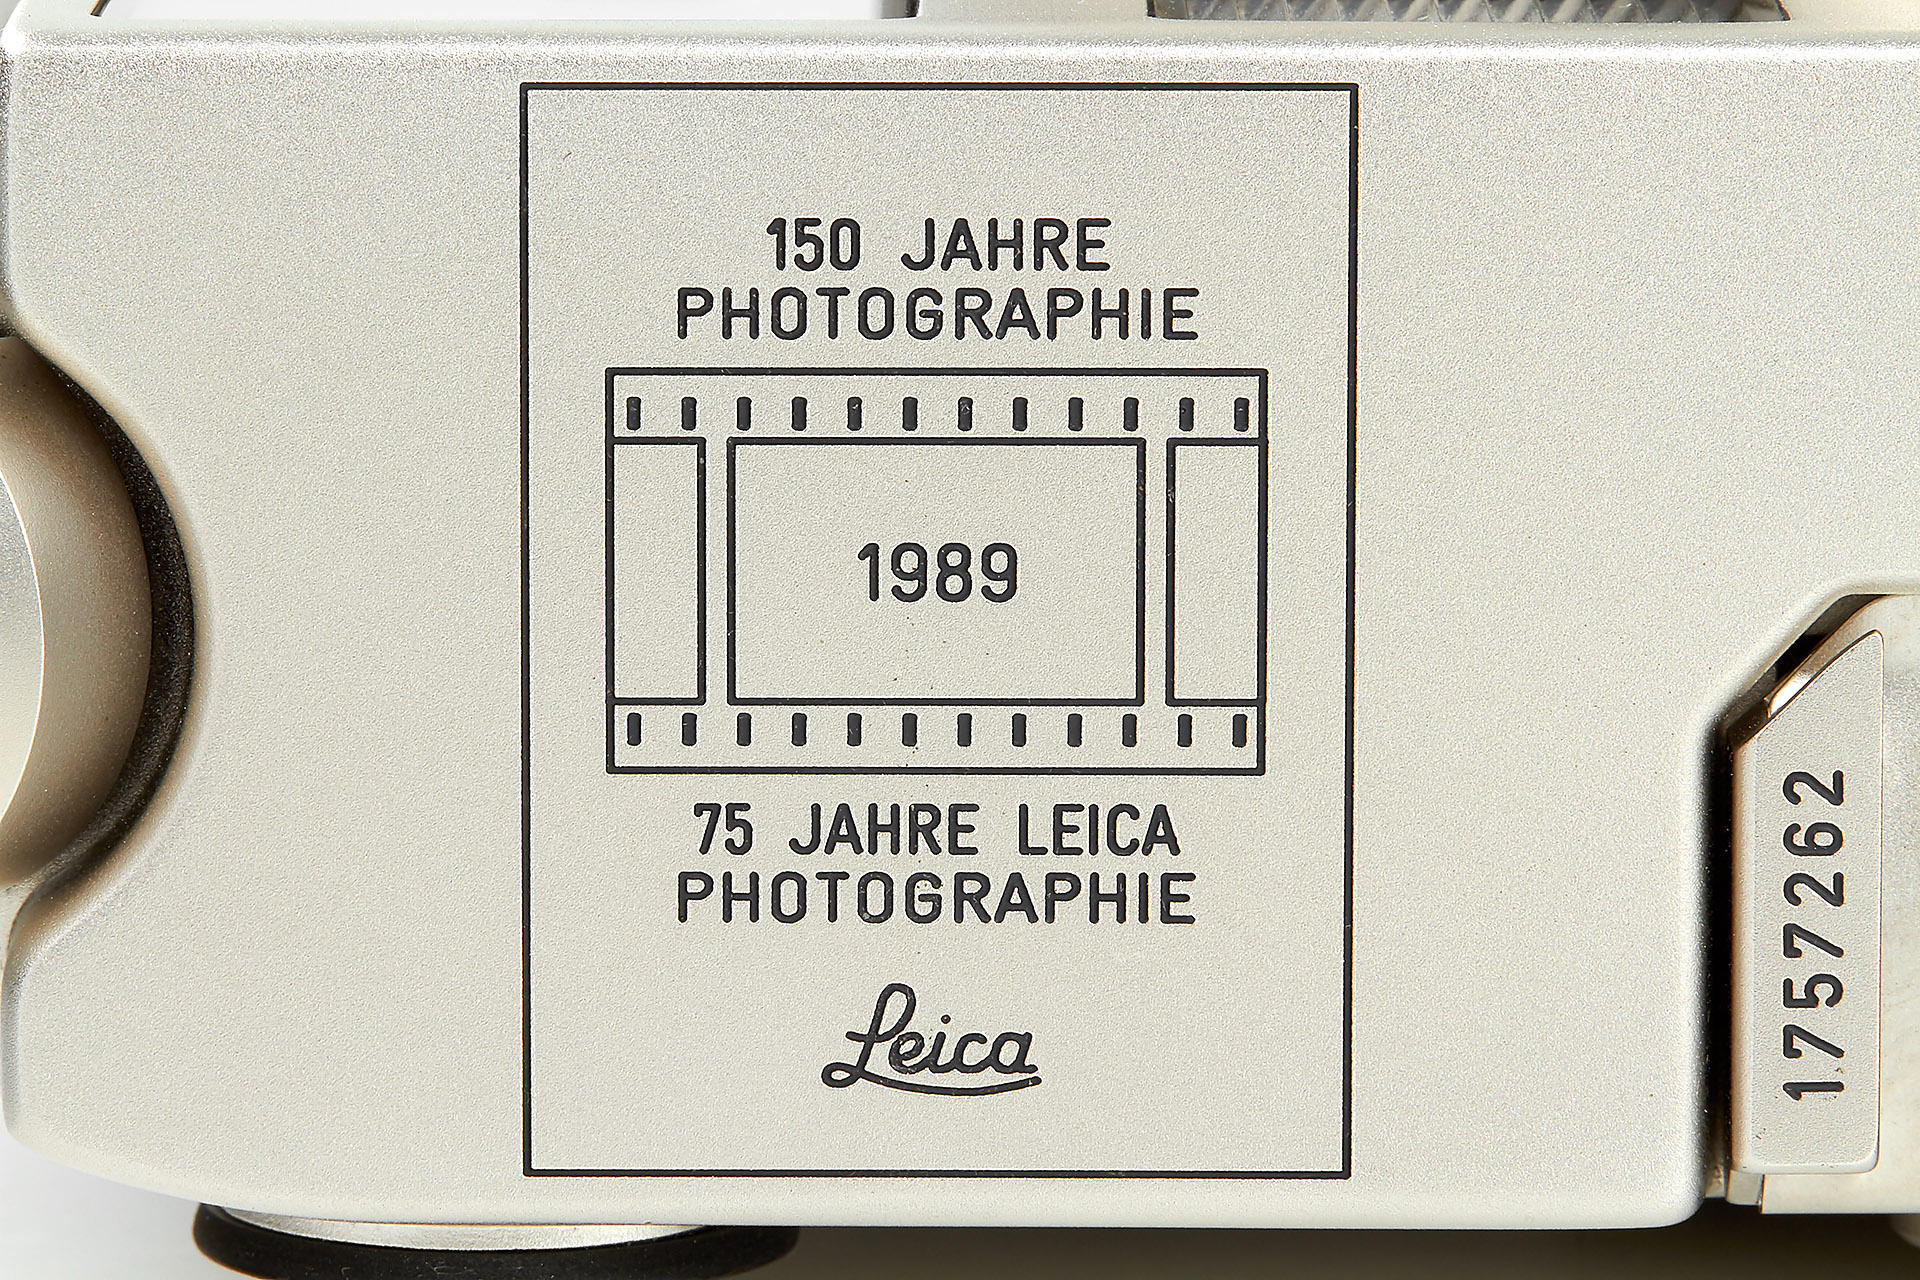 150 JAHRE
PHOTOGRAPHIE
1989
75 JAHRE LEICA
PHOTOGRAPHIE
Leica
1757262